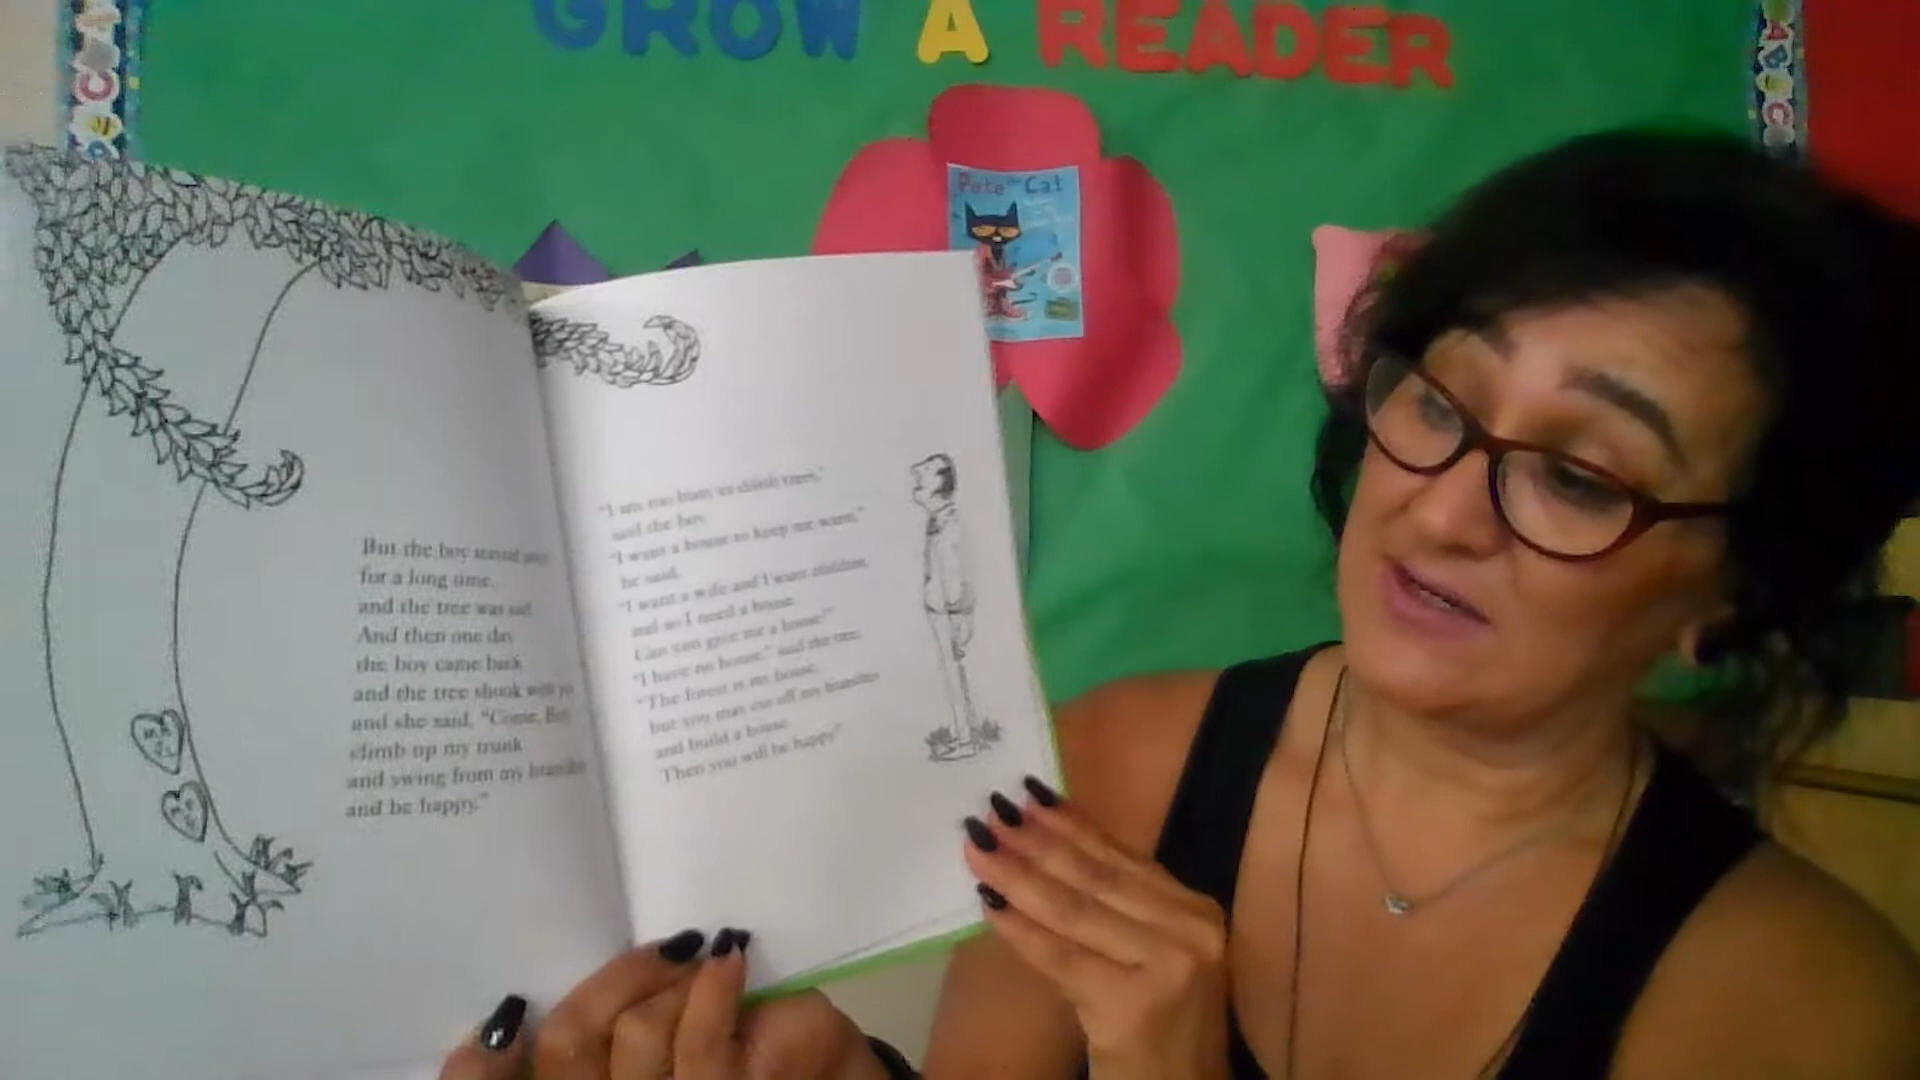 GROW A READER
Pete the Cat
But the boy stayed away
for a long time,
and the tree was sad.
And then one day
the boy came back
and the tree shook with joy
and she said, "Come, Boy,
climb up my trunk
and swing from my branches
and be happy."
"I am too busy to climb trees,"
said the boy.
"I want a house to keep me warm,"
he said.
"I want a wife and I want children,
and so I need a house.
Can you give me a house?"
"I have no house," said the tree.
"The forest is my house,
but you may cut off my branches
and build a house.
Then you will be happy."